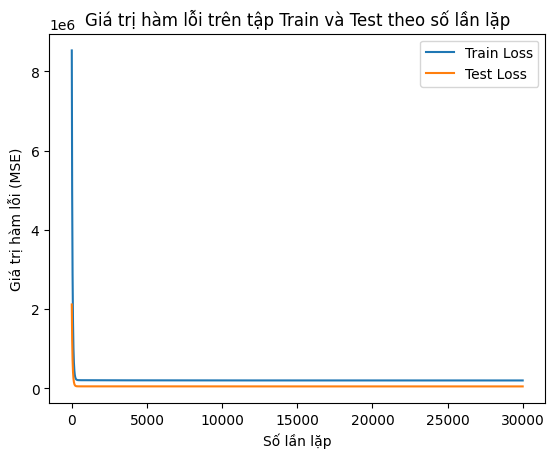 Giá trị hàm lỗi trên tập Train và Test theo số lần lặp
1e6
Train Loss
Test Loss
8
6
4
2
0
Giá trị hàm lỗi (MSE)
0 5000 10000 15000 20000 25000 30000
Số lần lặp